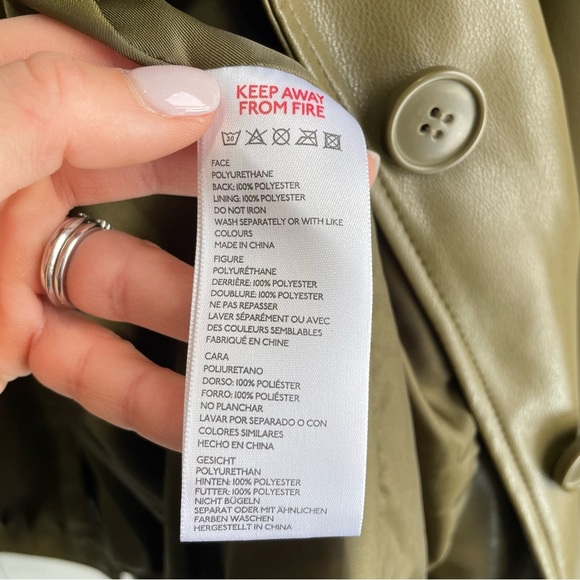 KEEP AWAY
FROM FIRE
30
FACE
POLYURETHANE
BACK: 100% POLYESTER
LINING: 100% POLYESTER
DO NOT IRON
WASH SEPARATELY OR WITH LIKE
COLOURS
MADE IN CHINA
FIGURE
POLYURÉTHANE
DERRIÈRE: 100% POLYESTER
DOUBLURE: 100% POLYESTER
NE PAS REPASSER
LAVER SÉPARÉMENT OU AVEC
DES COULEURS SEMBLABLES
FABRIQUÉ EN CHINE
CARA
POLIURETANO
DORSO: 100% POLIÉSTER
FORRO: 100% POLIÉSTER
NO PLANCHAR
LAVAR POR SEPARADO O CON
COLORES SIMILARES
HECHO EN CHINA
GESICHT
POLYURETHAN
HINTEN: 100% POLYESTER
FUTTER: 100% POLYESTER
NICHT BÜGELN
SEPARAT ODER MIT ÄHNLICHEN
FARBEN WASCHEN
HERGESTELLT IN CHINA